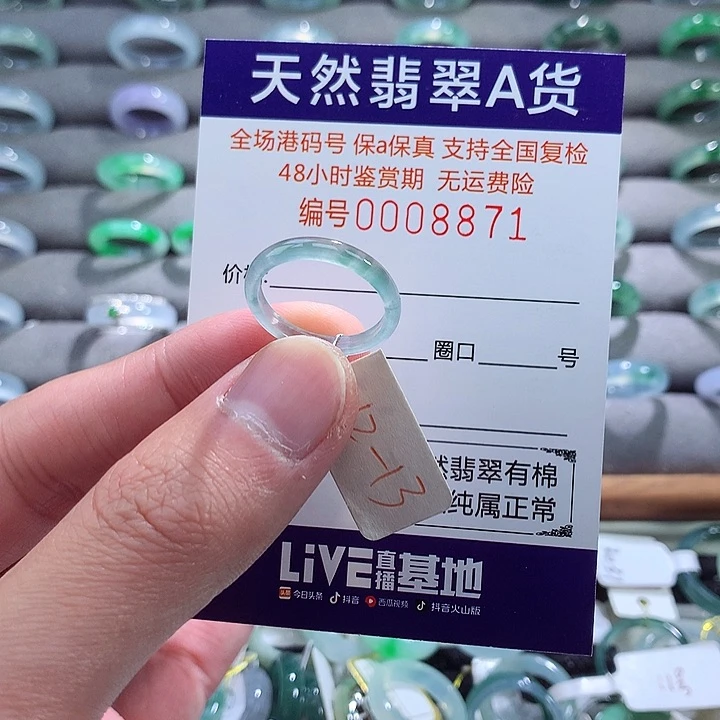 天然翡翠A货
全场港码号 保a保真 支持全国复检
48小时鉴赏期 无运费险
编号0008871
价
圈口 号
12-13
翡翠有棉
纯属正常
LiVE直播基地
头条 今日头条 抖音 西瓜视频 抖音火山版